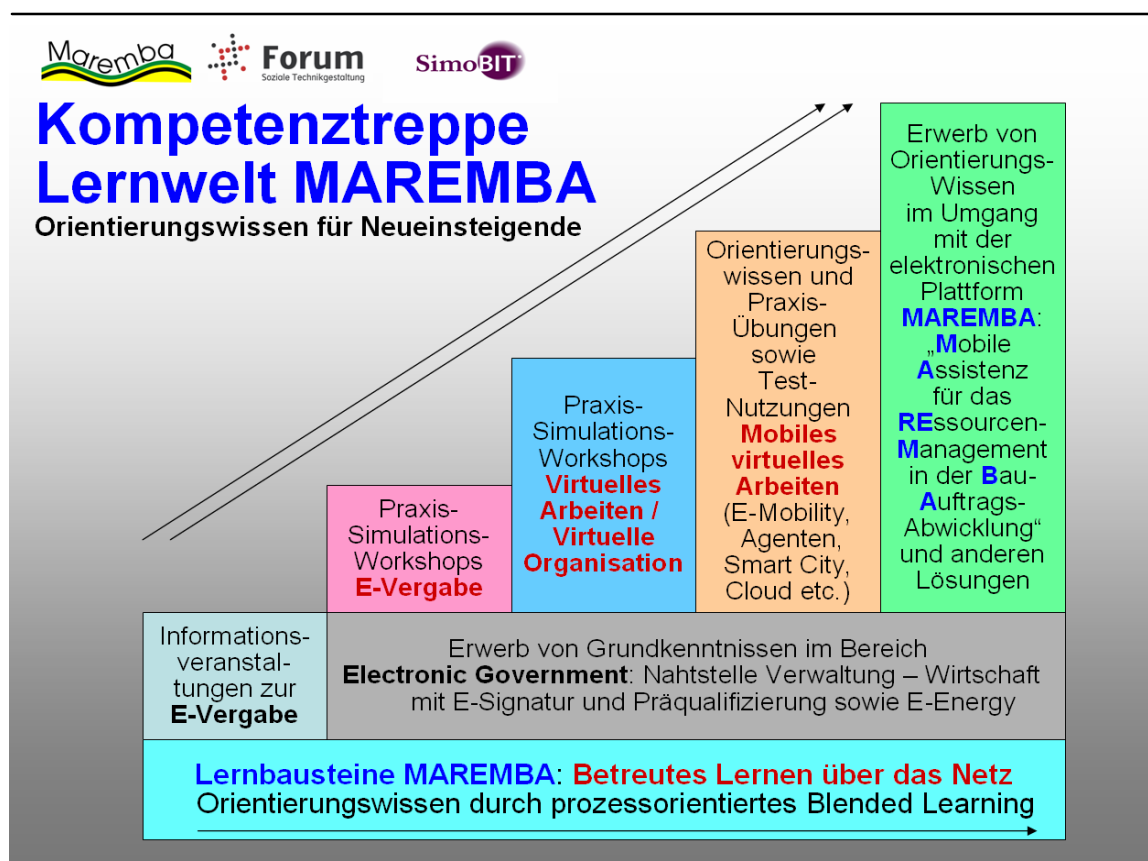 Maremba
Forum
Soziale Technikgestaltung
SimoBIT
Kompetenztreppe
Lernwelt MAREMBA
Orientierungswissen für Neueinsteigende
Informations-
veranstal-
tungen zur
E-Vergabe
Praxis-
Simulations-
Workshops
E-Vergabe
Praxis-
Simulations-
Workshops
Virtuelles
Arbeiten /
Virtuelle
Organisation
Orientierungs-
wissen und
Praxis-
Übungen
sowie
Test-
Nutzungen
Mobiles
virtuelles
Arbeiten
(E-Mobility,
Agenten,
Smart City,
Cloud etc.)
Erwerb von
Orientierungs-
Wissen
im Umgang
mit der
elektronischen
Plattform
MAREMBA:
„Mobile
Assistenz
für das
REssourcen-
Management
in der Bau-
Auftrags-
Abwicklung“
und anderen
Lösungen
Erwerb von Grundkenntnissen im Bereich
Electronic Government: Nahtstelle Verwaltung – Wirtschaft
mit E-Signatur und Präqualifizierung sowie E-Energy
Lernbausteine MAREMBA: Betreutes Lernen über das Netz
Orientierungswissen durch prozessorientiertes Blended Learning